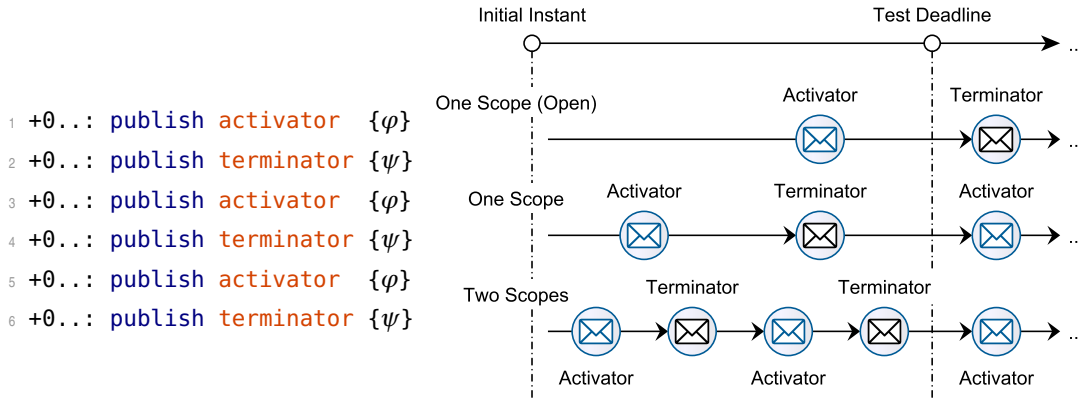 1 +0..: publish activator {φ}
2 +0..: publish terminator {ψ}
3 +0..: publish activator {φ}
4 +0..: publish terminator {ψ}
5 +0..: publish activator {φ}
6 +0..: publish terminator {ψ}
Initial Instant Test Deadline
..
One Scope (Open) Activator Terminator
..
One Scope Activator Terminator Activator
..
Two Scopes Terminator Terminator
..
Activator Activator Activator